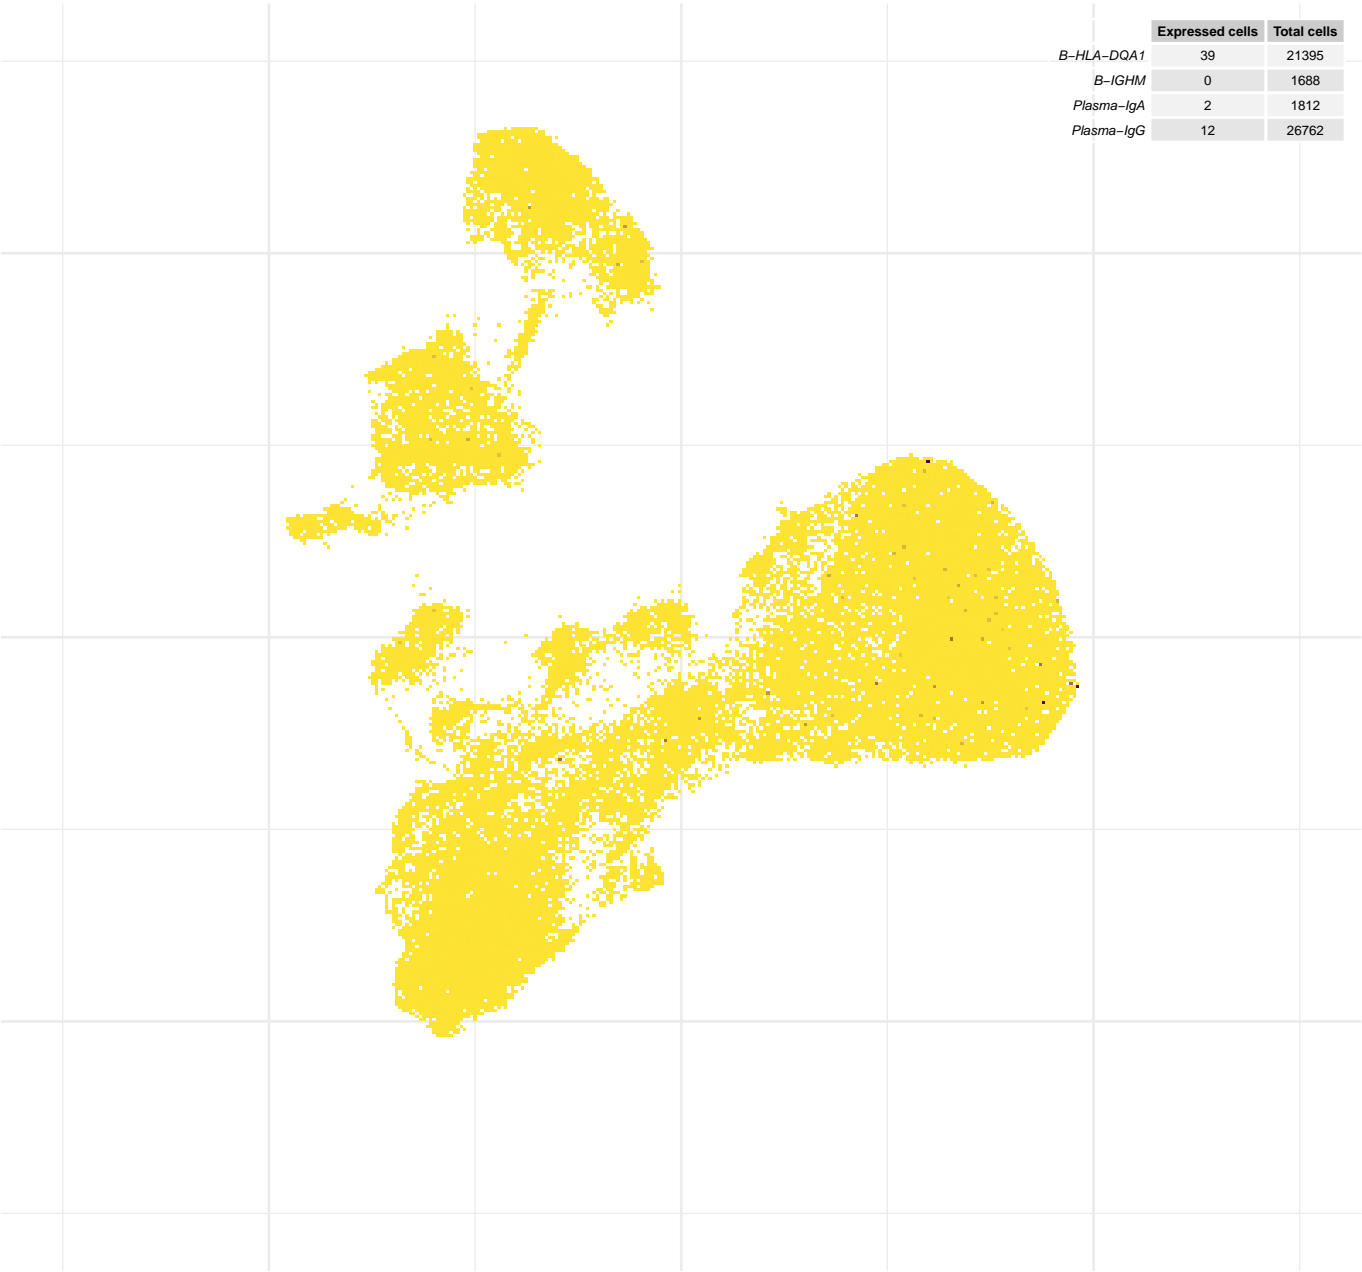 Expressed cells Total cells
B−HLA−DQA1 39 21395
B−IGHM 0 1688
Plasma−IgA 2 1812
Plasma−IgG 12 26762